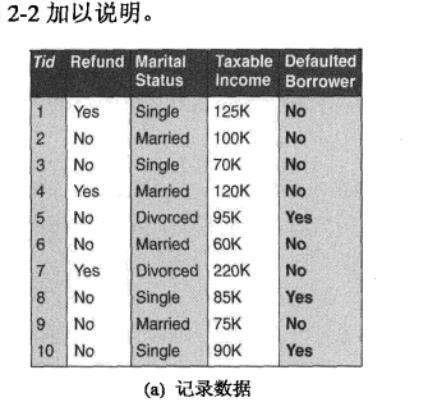 2-2 加以说明。
Tid Refund Marital Status Taxable Income Defaulted Borrower
1 Yes Single 125K No
2 No Married 100K No
3 No Single 70K No
4 Yes Married 120K No
5 No Divorced 95K Yes
6 No Married 60K No
7 Yes Divorced 220K No
8 No Single 85K Yes
9 No Married 75K No
10 No Single 90K Yes
(a) 记录数据